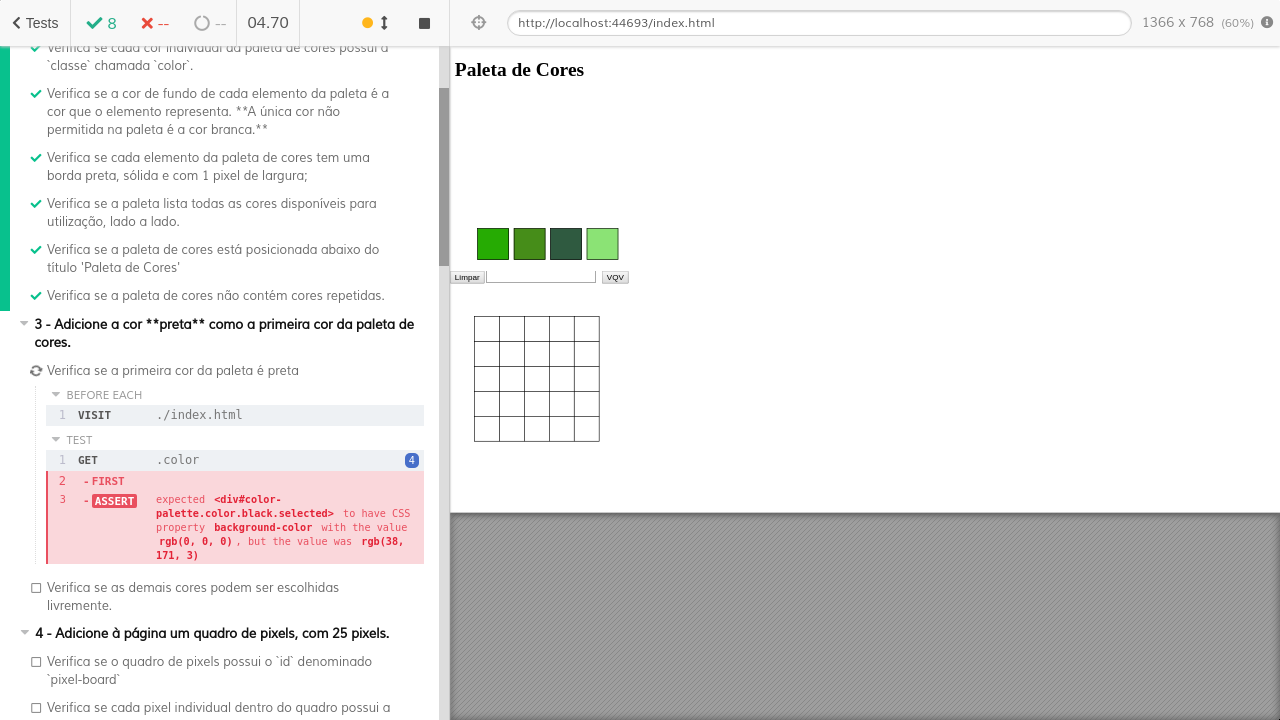 Tests
8
--
--
04.70
http://localhost:44693/index.html
1366 x 768 (60%)
Verifica se cada cor individual da paleta de cores possui a
`classe` chamada `color`.
Verifica se a cor de fundo de cada elemento da paleta é a
cor que o elemento representa. **A única cor não
permitida na paleta é a cor branca.**
Verifica se cada elemento da paleta de cores tem uma
borda preta, sólida e com 1 pixel de largura;
Verifica se a paleta lista todas as cores disponíveis para
utilização, lado a lado.
Verifica se a paleta de cores está posicionada abaixo do
título 'Paleta de Cores'
Verifica se a paleta de cores não contém cores repetidas.
3 - Adicione a cor **preta** como a primeira cor da paleta de
cores.
Verifica se a primeira cor da paleta é preta
BEFORE EACH
1 VISIT ./index.html
TEST
1 GET .color 4
2 - FIRST
3 - ASSERT expected <div#color-
palette.color.black.selected> to have CSS
property background-color with the value
rgb(0, 0, 0), but the value was rgb(38,
171, 3)
Verifica se as demais cores podem ser escolhidas
livremente.
4 - Adicione à página um quadro de pixels, com 25 pixels.
Verifica se o quadro de pixels possui o `id` denominado
`pixel-board`
Verifica se cada pixel individual dentro do quadro possui a
Paleta de Cores
Limpar
VQV